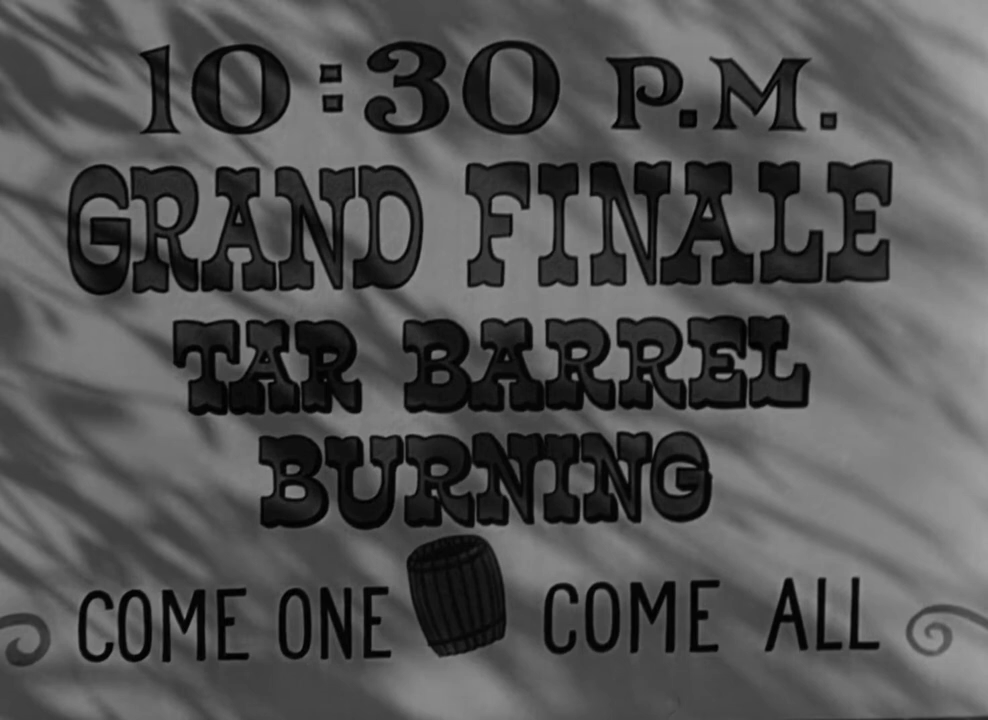 10:30 P.M.
GRAND FINALE
TAR BARREL
BURNING
COME ONE COME ALL